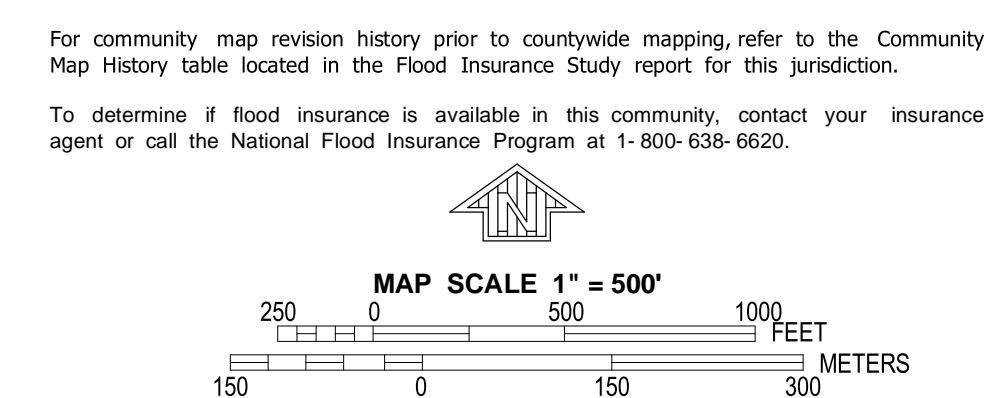 For community map revision history prior to countywide mapping, refer to the Community
Map History table located in the Flood Insurance Study report for this jurisdiction.
To determine if flood insurance is available in this community, contact your insurance
agent or call the National Flood Insurance Program at 1- 800- 638- 6620.
N
MAP SCALE 1" = 500'
250 0 500 1000
FEET
METERS
150 0 150 300